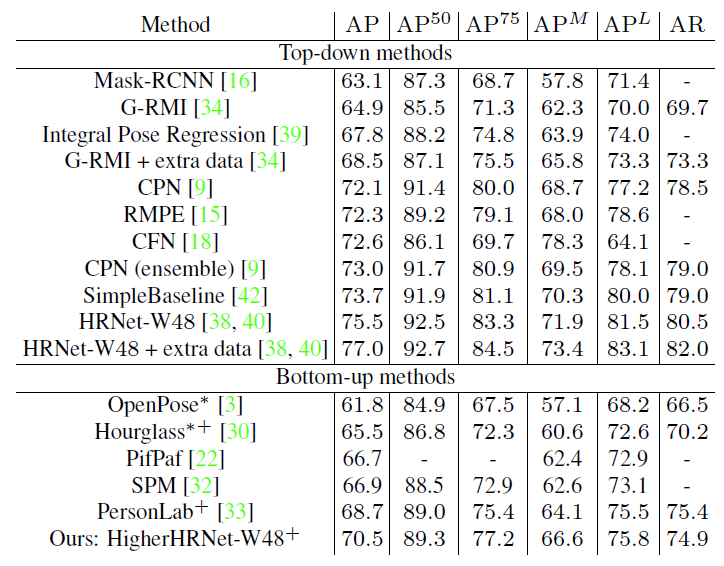 Method AP AP50 AP75 APM APL AR
Top-down methods
Mask-RCNN [16] 63.1 87.3 68.7 57.8 71.4 -
G-RMI [34] 64.9 85.5 71.3 62.3 70.0 69.7
Integral Pose Regression [39] 67.8 88.2 74.8 63.9 74.0 -
G-RMI + extra data [34] 68.5 87.1 75.5 65.8 73.3 73.3
CPN [9] 72.1 91.4 80.0 68.7 77.2 78.5
RMPE [15] 72.3 89.2 79.1 68.0 78.6 -
CFN [18] 72.6 86.1 69.7 78.3 64.1 -
CPN (ensemble) [9] 73.0 91.7 80.9 69.5 78.1 79.0
SimpleBaseline [42] 73.7 91.9 81.1 70.3 80.0 79.0
HRNet-W48 [38, 40] 75.5 92.5 83.3 71.9 81.5 80.5
HRNet-W48 + extra data [38, 40] 77.0 92.7 84.5 73.4 83.1 82.0
Bottom-up methods
OpenPose* [3] 61.8 84.9 67.5 57.1 68.2 66.5
Hourglass*+ [30] 65.5 86.8 72.3 60.6 72.6 70.2
PifPaf [22] 66.7 - - 62.4 72.9 -
SPM [32] 66.9 88.5 72.9 62.6 73.1 -
PersonLab+ [33] 68.7 89.0 75.4 64.1 75.5 75.4
Ours: HigherHRNet-W48+ 70.5 89.3 77.2 66.6 75.8 74.9